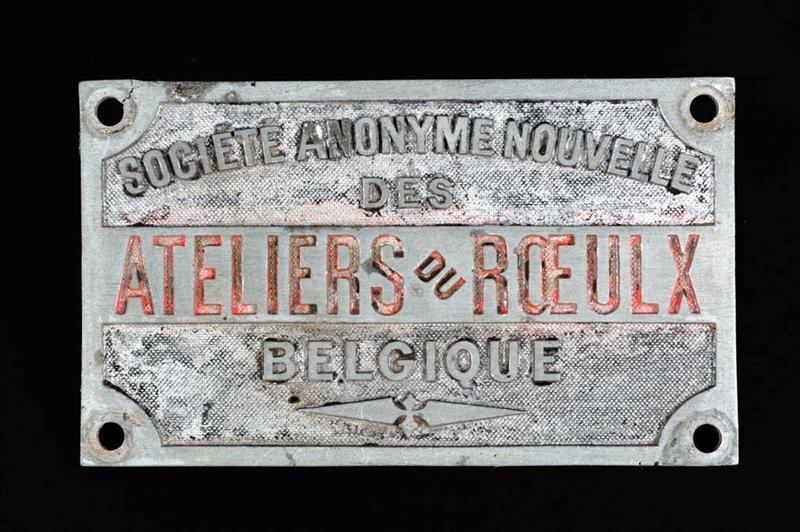 SOCIÉTÉ ANONYME NOUVELLE
DES
ATELIERS DU RŒULX
BELGIQUE